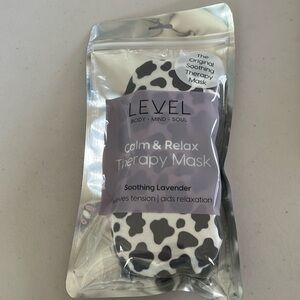 The
Original
Soothing
Therapy
Mask
LEVEL
BODY • MIND • SOUL
Calm & Relax
Therapy Mask
Soothing Lavender
tension | aids relaxation